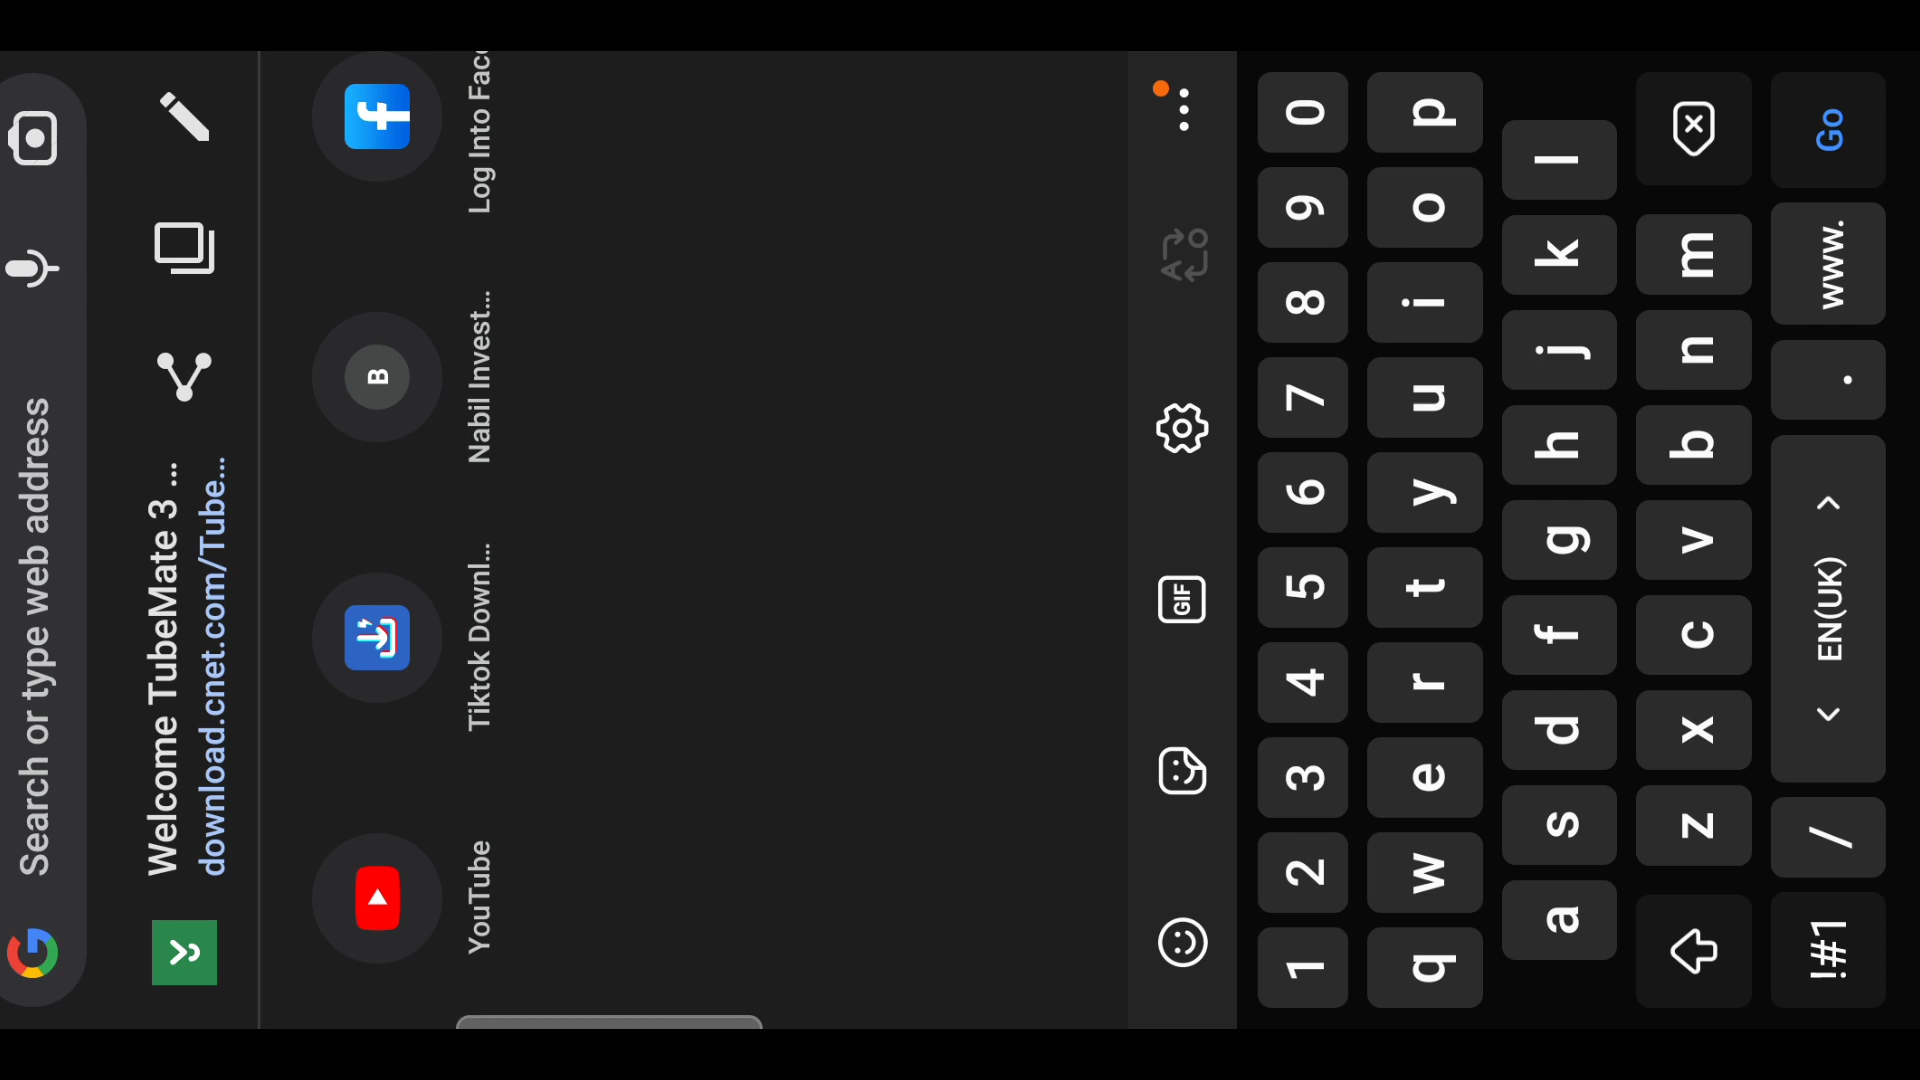 Search or type web address
Welcome TubeMate 3 ...
download.cnet.com/Tube...
YouTube
Tiktok Downl...
B
Nabil Invest...
Log Into Fac
GIF
1 2 3 4 5 6 7 8 9 0
q w e r t y u i o p
a s d f g h j k l
z x c v b n m
!#1 / EN(UK) . www. Go